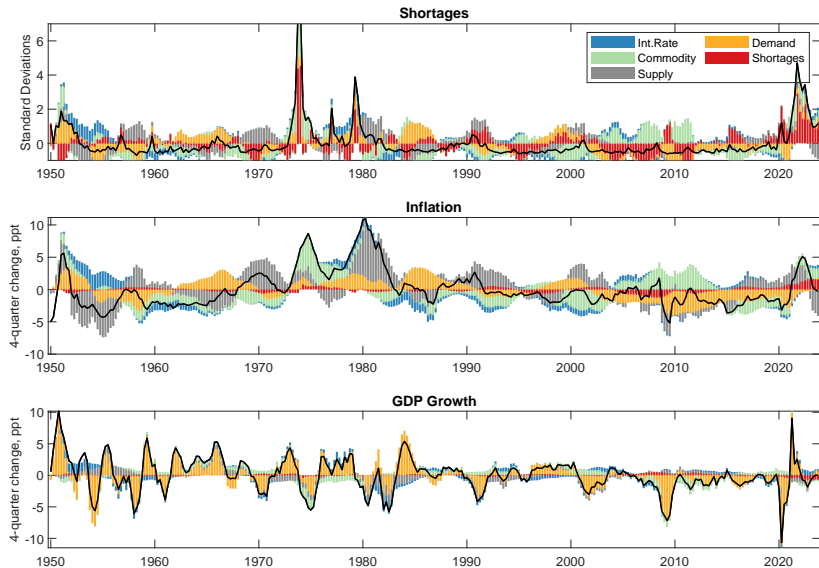 Shortages
Int.Rate
Demand
Commodity
Shortages
Supply
Standard Deviations
6
4
2
0
1950 1960 1970 1980 1990 2000 2010 2020
Inflation
4-quarter change, ppt
10
5
0
-5
-10
1950 1960 1970 1980 1990 2000 2010 2020
GDP Growth
4-quarter change, ppt
10
5
0
-5
-10
1950 1960 1970 1980 1990 2000 2010 2020